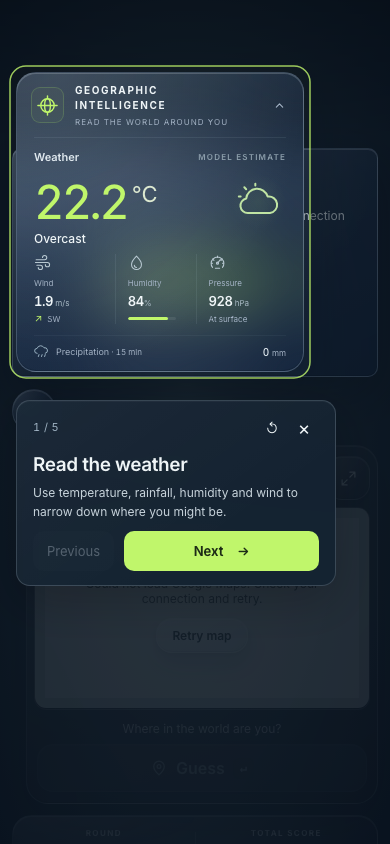 GEOGRAPHIC
INTELLIGENCE
READ THE WORLD AROUND YOU
Weather
MODEL ESTIMATE
22.2 °C
Overcast
Wind
Humidity
Pressure
1.9 m/s
84%
928 hPa
SW
At surface
Precipitation · 15 min
0 mm
1 / 5
Read the weather
Use temperature, rainfall, humidity and wind to
narrow down where you might be.
Previous
Next
connection and retry.
Retry map
Where in the world are you?
Guess
ROUND
TOTAL SCORE